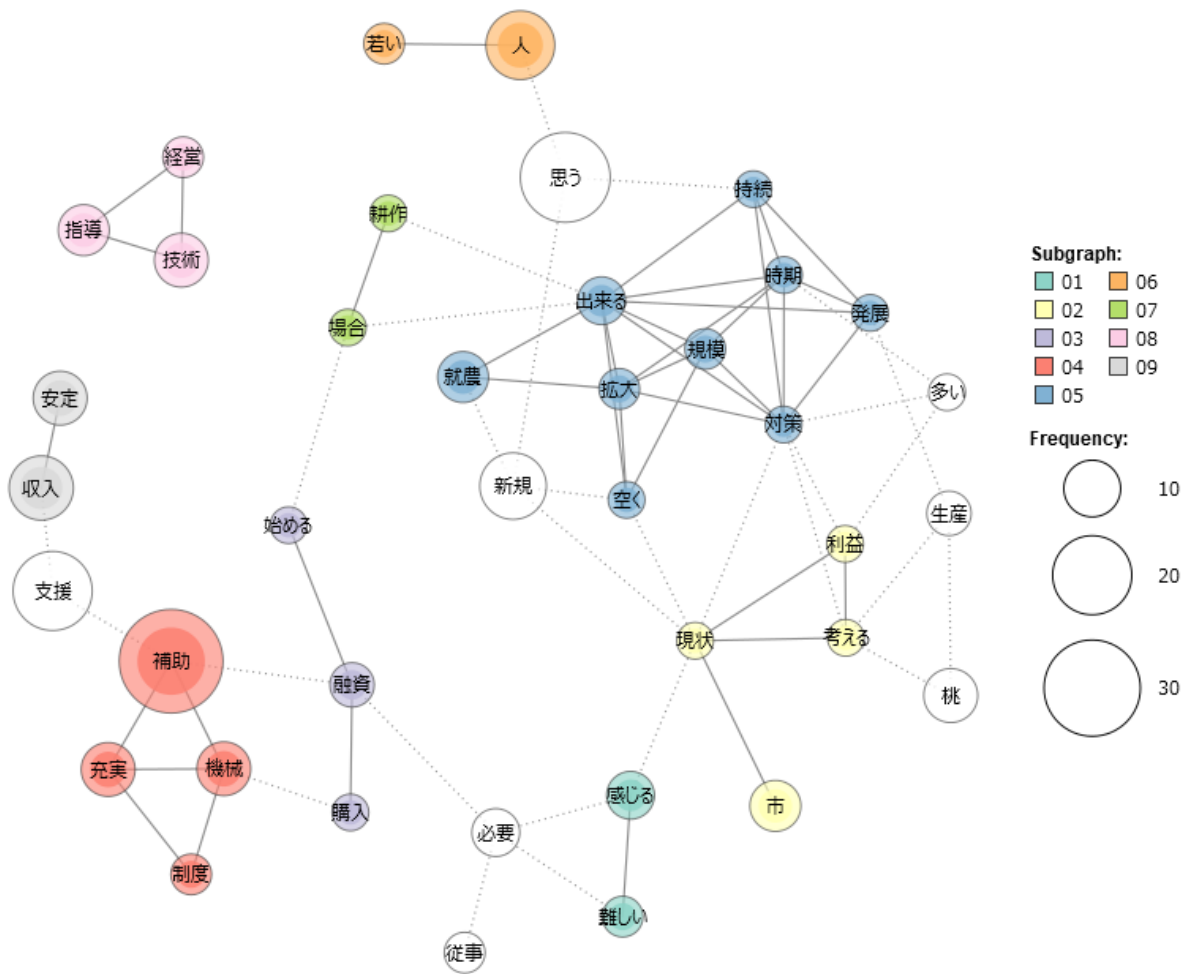 若い
人
経営
思う
持続
指導
耕作
技術
時期
出来る
発展
場合
規模
就農
拡大
多い
安定
対策
収入
新規
空く
生産
始める
利益
支援
現状
考える
補助
融資
桃
充実
機械
感じる
市
購入
必要
制度
難しい
従事
Subgraph:
01 06
02 07
03 08
04 09
05
Frequency:
10
20
30